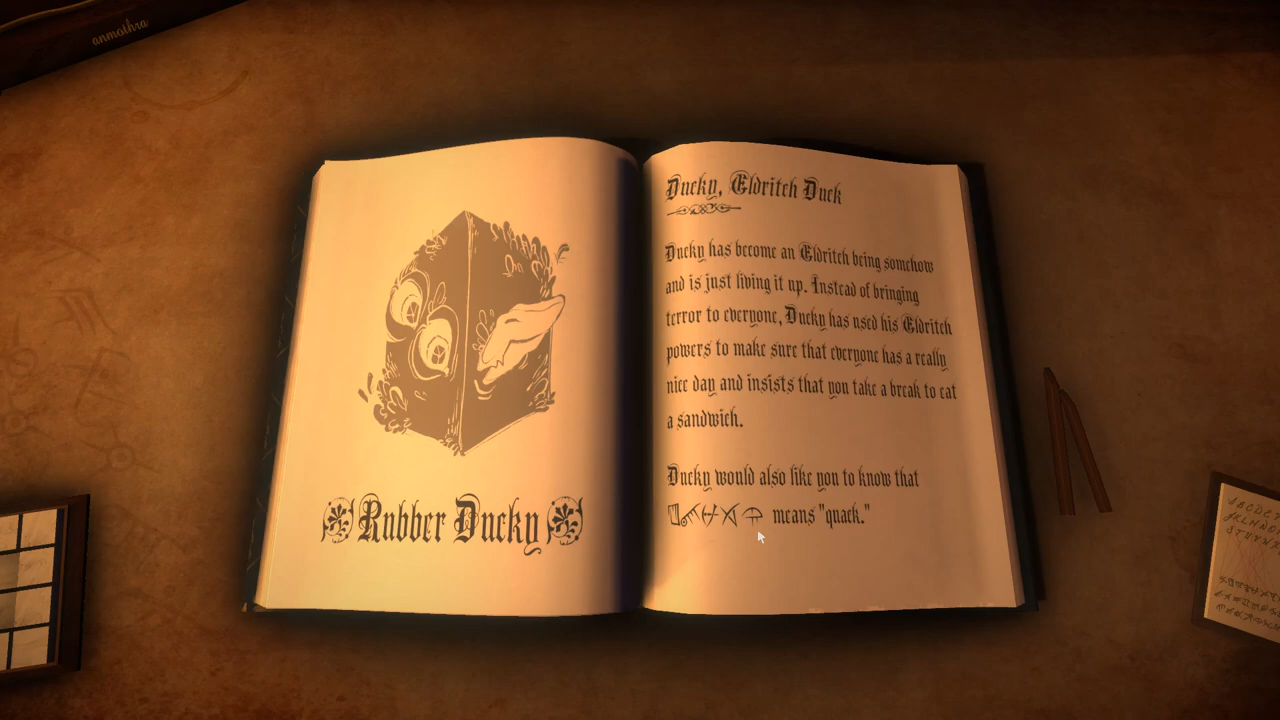 anmothra
Rubber Ducky
Ducky, Eldritch Duck
Ducky has become an Eldritch being somehow
and is just living it up. Instead of bringing
terror to everyone, Ducky has used his Eldritch
powers to make sure that everyone has a really
nice day and insists that you take a break to eat
a sandwich.
Ducky would also like you to know that
means "quack."